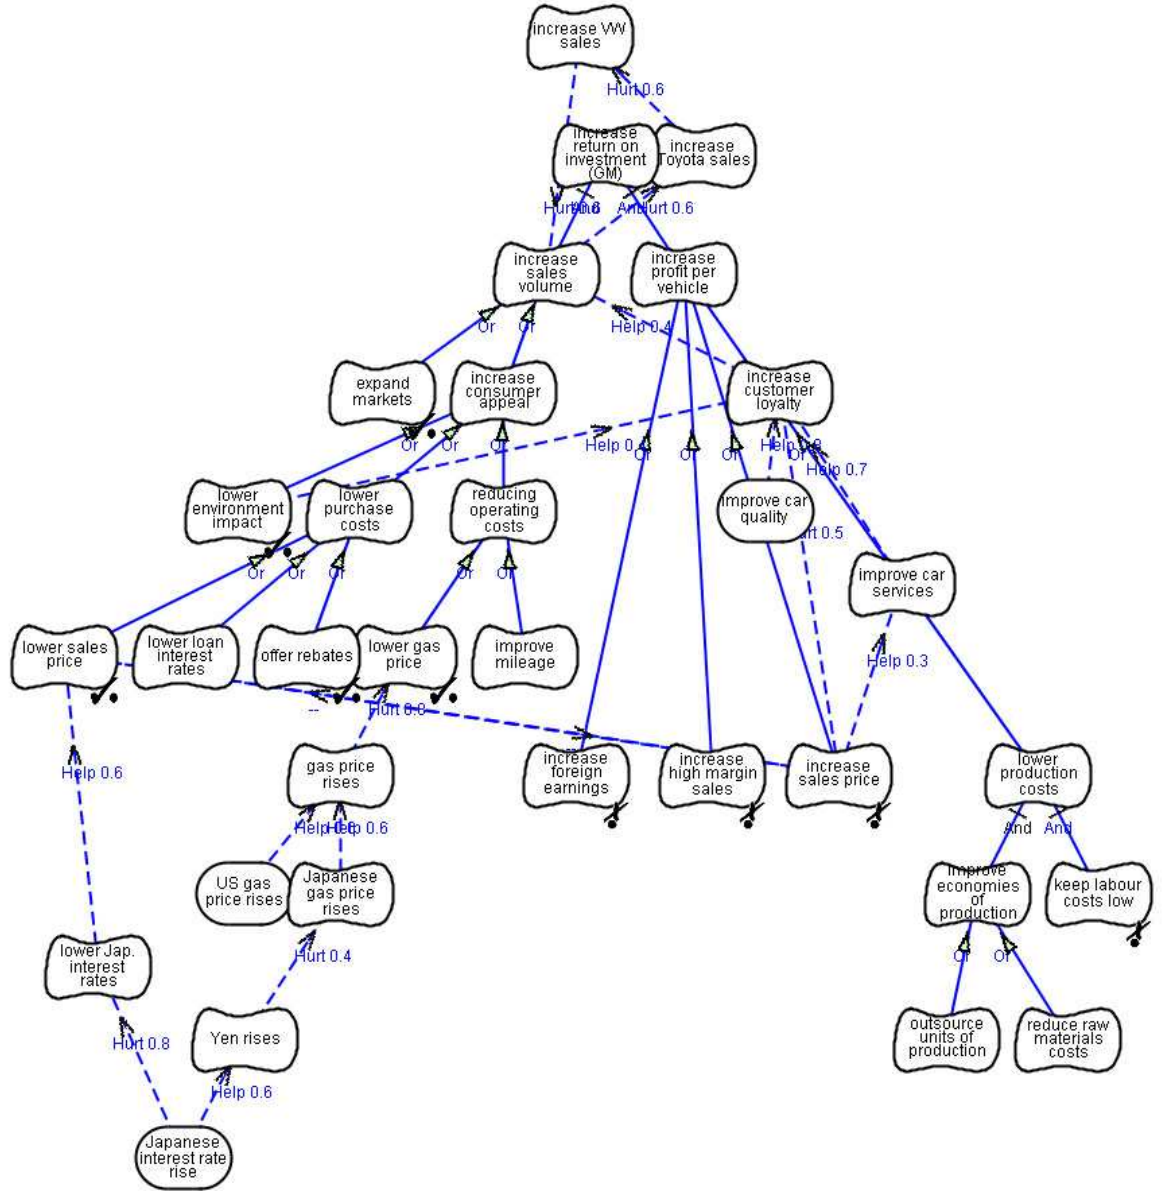 increase VW
sales
Hurt 0.6
increase
return on
investment
(GM)
increase
Toyota sales
And
Hurt 0.6
increase
sales
volume
increase
profit per
vehicle
Or
Or
Help 0.4
expand
markets
increase
consumer
appeal
increase
customer
loyalty
Or
Or
Or
Help
Or
Or
Or
Help
Or
Help 0.7
lower
environment
impact
lower
purchase
costs
reducing
operating
costs
improve car
quality
0.5
Or
Or
Or
Or
Or
improve car
services
lower sales
price
lower loan
interest
rates
offer rebates
lower gas
price
improve
mileage
Help 0.3
--
Hurt 0.8
Help 0.6
gas price
rises
increase
foreign
earnings
increase
high margin
sales
increase
sales price
lower
production
costs
Help 0.6
And
And
US gas
price rises
Japanese
gas price
rises
improve
economies
of
production
keep labour
costs low
Hurt 0.4
Or
Or
lower Jap.
interest
rates
Yen rises
outsource
units of
production
reduce raw
materials
costs
Hurt 0.8
Help 0.6
Japanese
interest rate
rise